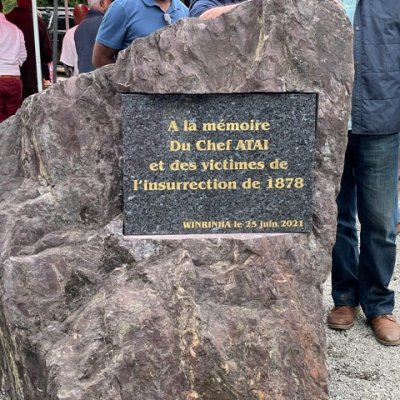 A la mémoire
Du Chef ATAI
et des victimes de
l'insurrection de 1878
WINRINHA le 25 juin 2021